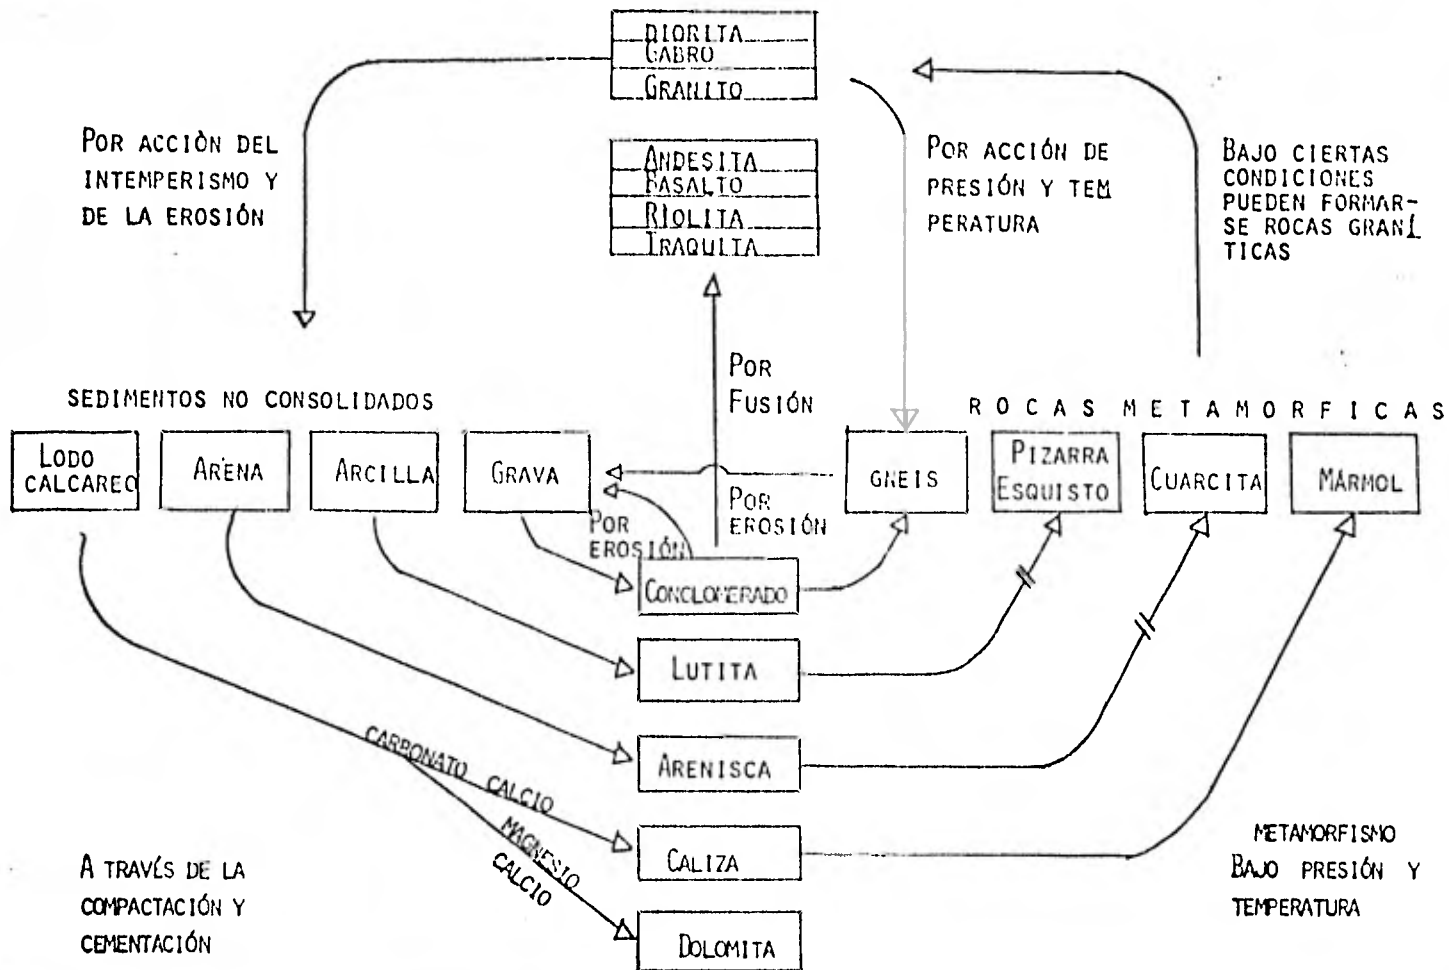 DIORITA
GABRO
GRANITO
ANDESITA
BASALTO
RIOLITA
TRAQUITA
POR ACCIÓN DEL
INTEMPERISMO Y
DE LA EROSIÓN
POR ACCIÓN DE
PRESIÓN Y TEM
PERATURA
BAJO CIERTAS
CONDICIONES
PUEDEN FORMAR-
SE ROCAS GRANÍ
TICAS
POR
FUSIÓN
SEDIMENTOS NO CONSOLIDADOS
ROCAS METAMORFICAS
LODO
CALCAREO
ARENA
ARCILLA
GRAVA
GNEIS
PIZARRA
ESQUISTO
CUARCITA
MÁRMOL
POR
EROSIÓN
POR
EROSIÓN
CONGLOMERADO
LUTITA
ARENISCA
CARBONATO CALCIO
MAGNESIO
CALCIO
CALIZA
DOLOMITA
A TRAVÉS DE LA
COMPACTACIÓN Y
CEMENTACIÓN
METAMORFISMO
BAJO PRESIÓN Y
TEMPERATURA